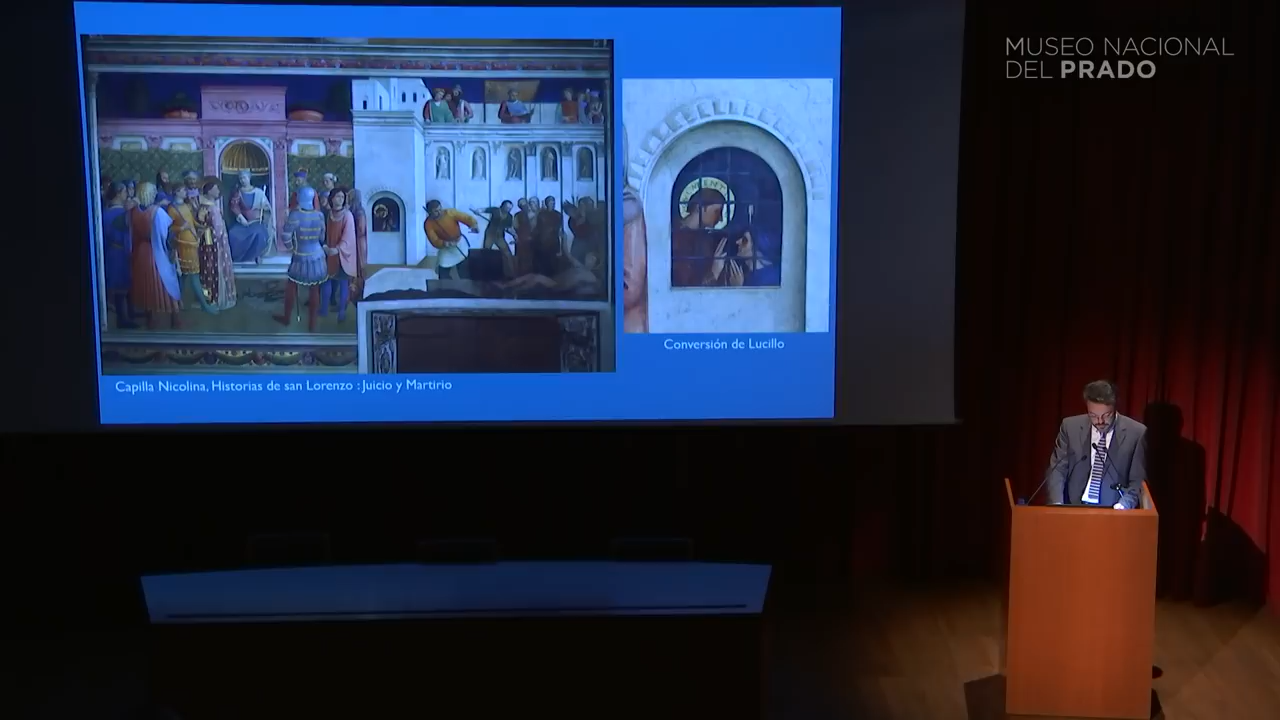 MUSEO NACIONAL
DEL PRADO
Conversión de Lucillo
Capilla Nicolina, Historias de san Lorenzo : Juicio y Martirio